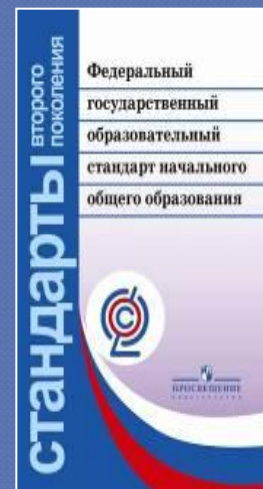 стандарты второго
поколения
Федеральный
государственный
образовательный
стандарт начального
общего образования
ПРОСВЕЩЕНИЕ